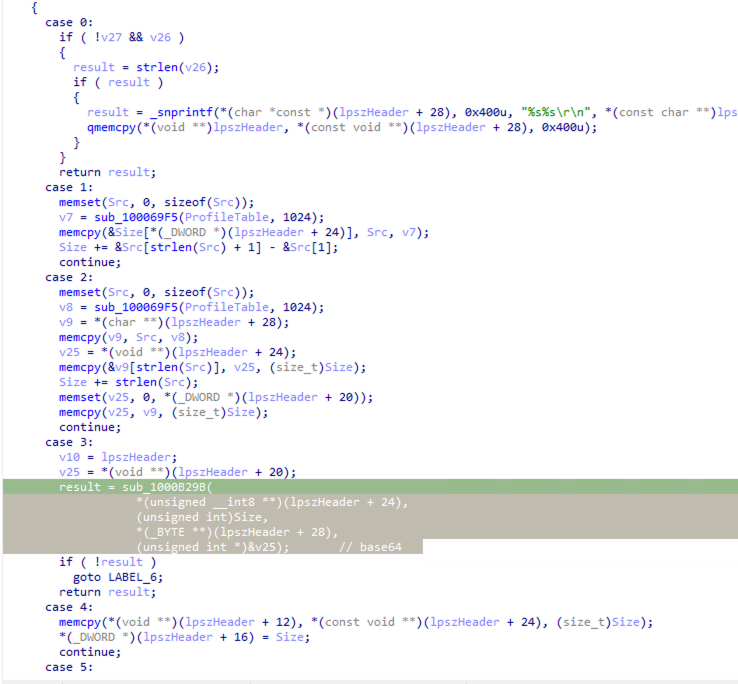 {
case 0:
if ( !v27 && v26 )
{
result = strlen(v26);
if ( result )
{
result = _snprintf(*(char *const *)(lpszHeader + 28), 0x400u, "%s%s\r\n", *(const char **)lps
qmemcpy(*(void **)lpszHeader, *(const void **)(lpszHeader + 28), 0x400u);
}
}
return result;
case 1:
memset(Src, 0, sizeof(Src));
v7 = sub_100069F5(ProfileTable, 1024);
memcpy(&Size[*(_DWORD *)(lpszHeader + 24)], Src, v7);
Size += &Src[strlen(Src) + 1] - &Src[1];
continue;
case 2:
memset(Src, 0, sizeof(Src));
v8 = sub_100069F5(ProfileTable, 1024);
v9 = *(char **)(lpszHeader + 28);
memcpy(v9, Src, v8);
v25 = *(void **)(lpszHeader + 24);
memcpy(&v9[strlen(Src)], v25, (size_t)Size);
Size += strlen(Src);
memset(v25, 0, *(_DWORD *)(lpszHeader + 20));
memcpy(v25, v9, (size_t)Size);
continue;
case 3:
v10 = lpszHeader;
v25 = *(void **)(lpszHeader + 20);
result = sub_1000B29B(
*(unsigned __int8 **)(lpszHeader + 24),
(unsigned int)Size,
*(_BYTE **)(lpszHeader + 28),
(unsigned int *)&v25); // base64
if ( !result )
goto LABEL_6;
return result;
case 4:
memcpy(*(void **)(lpszHeader + 12), *(const void **)(lpszHeader + 24), (size_t)Size);
*(_DWORD *)(lpszHeader + 16) = Size;
continue;
case 5: